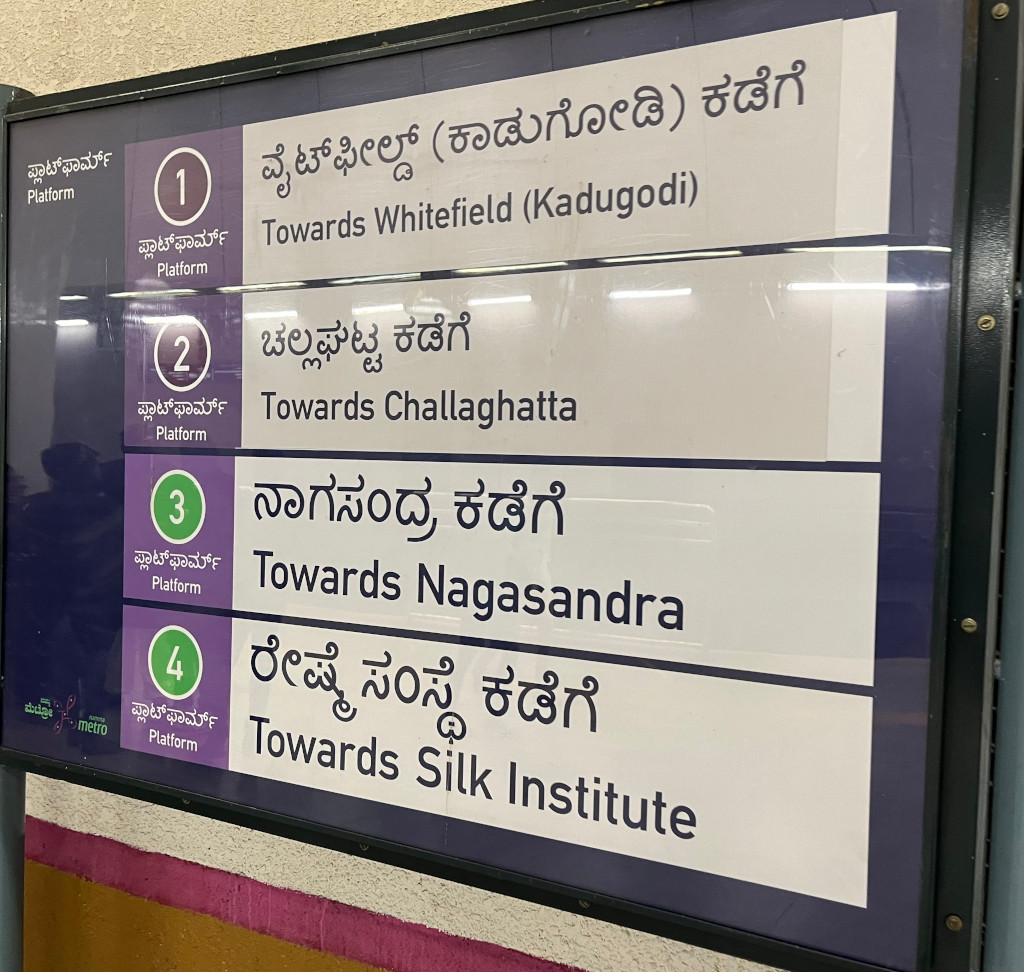 ಪ್ಲಾಟ್‌ಫಾರ್ಮ್
Platform
1
ಪ್ಲಾಟ್‌ಫಾರ್ಮ್
Platform
ವೈಟ್‌ಫೀಲ್ಡ್ (ಕಾಡುಗೋಡಿ) ಕಡೆಗೆ
Towards Whitefield (Kadugodi)
2
ಪ್ಲಾಟ್‌ಫಾರ್ಮ್
Platform
ಚಲ್ಲಘಟ್ಟ ಕಡೆಗೆ
Towards Challaghatta
3
ಪ್ಲಾಟ್‌ಫಾರ್ಮ್
Platform
ನಾಗಸಂದ್ರ ಕಡೆಗೆ
Towards Nagasandra
4
ಪ್ಲಾಟ್‌ಫಾರ್ಮ್
Platform
ರೇಷ್ಮೆ ಸಂಸ್ಥೆ ಕಡೆಗೆ
Towards Silk Institute
ನಮ್ಮ
ಮೆಟ್ರೋ
namma
metro